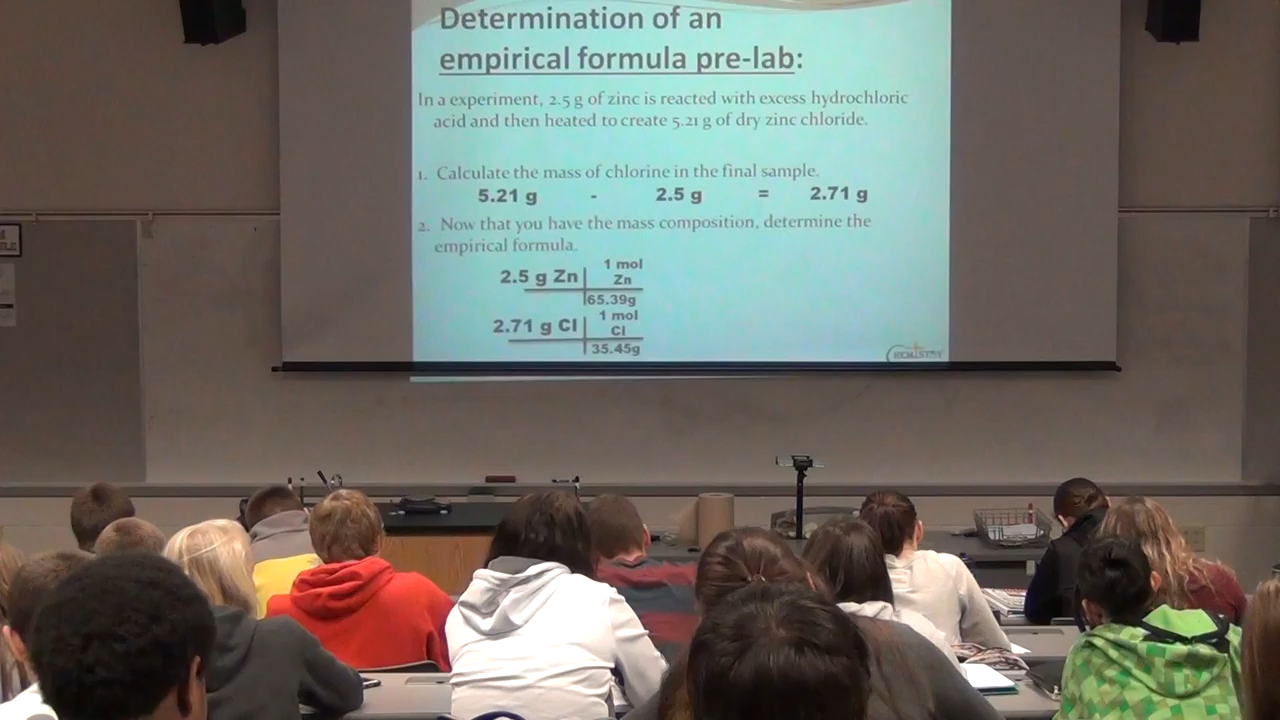 Determination of an
empirical formula pre-lab:
In a experiment, 2.5 g of zinc is reacted with excess hydrochloric
acid and then heated to create 5.21 g of dry zinc chloride.
1. Calculate the mass of chlorine in the final sample.
5.21 g - 2.5 g = 2.71 g
2. Now that you have the mass composition, determine the
empirical formula.
1 mol
2.5 g Zn Zn
65.39g
1 mol
2.71 g Cl Cl
35.45g